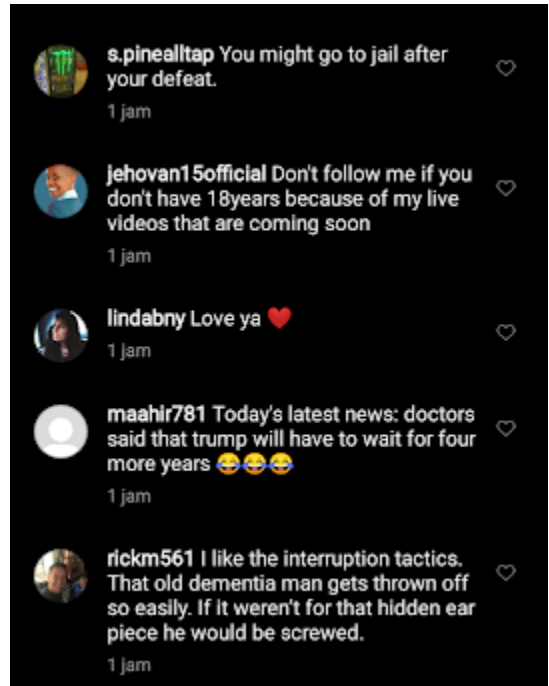 s.pinealltap You might go to jail after
your defeat.
1 jam
jehovan15official Don't follow me if you
don't have 18years because of my live
videos that are coming soon
1 jam
lindabny Love ya ❤️
1 jam
maahir781 Today's latest news: doctors
said that trump will have to wait for four
more years 😂😂😂
1 jam
rickm561 I like the interruption tactics.
That old dementia man gets thrown off
so easily. If it weren't for that hidden ear
piece he would be screwed.
1 jam